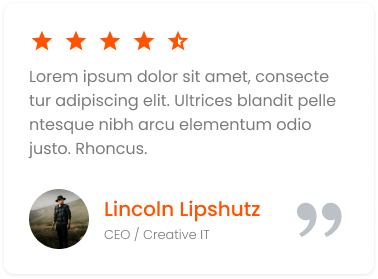 Lorem ipsum dolor sit amet, consecte
tur adipiscing elit. Ultrices blandit pelle
ntesque nibh arcu elementum odio
justo. Rhoncus.
Lincoln Lipshutz
CEO / Creative IT
”